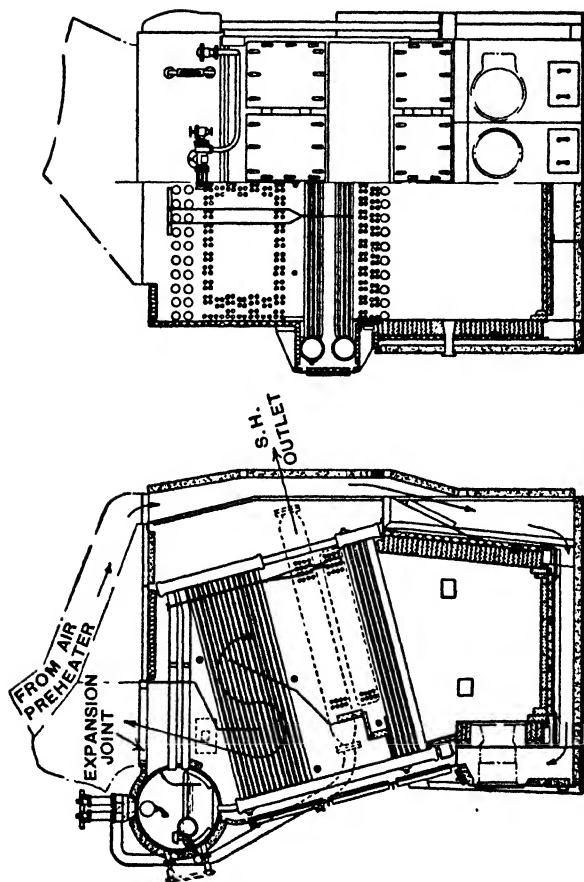 S.H.
OUTLET
FROM AIR
PREHEATER
EXPANSION
JOINT